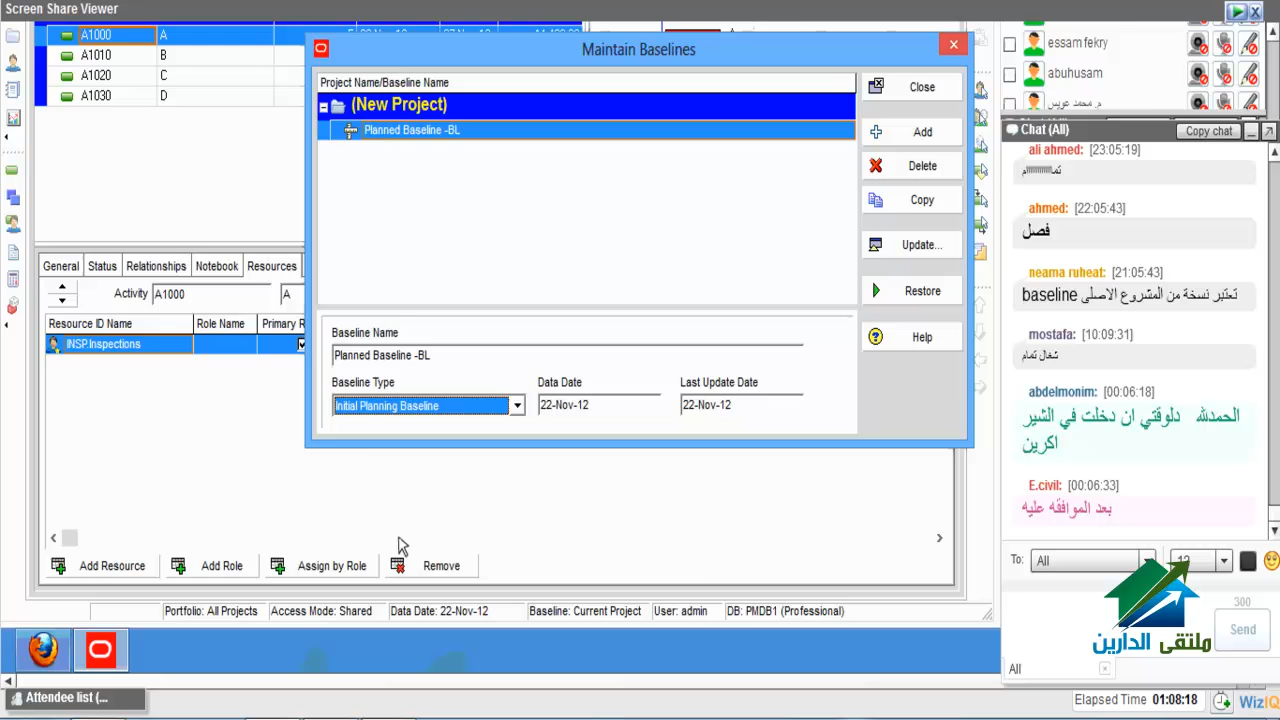 Screen Share Viewer
A1000 A
A1010 B
A1020 C
A1030 D
Maintain Baselines
Project Name/Baseline Name
(New Project)
Planned Baseline -BL
Close
Add
Delete
Copy
Update...
Restore
Help
Baseline Name
Planned Baseline -BL
Baseline Type Data Date Last Update Date
Initial Planning Baseline 22-Nov-12 22-Nov-12
General Status Relationships Notebook Resources
Activity A1000 A
Resource ID Name Role Name Primary R
INSP.Inspections
Add Resource Add Role Assign by Role Remove
Portfolio: All Projects Access Mode: Shared Data Date: 22-Nov-12 Baseline: Current Project User: admin DB: PMDB1 (Professional)
Attendee list (...
essam fekry
abuhusam
م. محمد عويس
Chat (All) Copy chat
ali ahmed: [23:05:19]
ahmed: [22:05:43]
فصل
neama ruheat: [21:05:43]
baseline تعتبر نسخة من المشروع الاصلى
mostafa: [10:09:31]
شغال تمام
abdelmonim: [00:06:18]
الحمدلله دلوقتي ان دخلت في الشير
اكرين
E.civil: [00:06:33]
بعد الموافقه عليه
To: All 12
300
Send
ملتقى الدارين
All
Elapsed Time 01:08:18 WizIQ